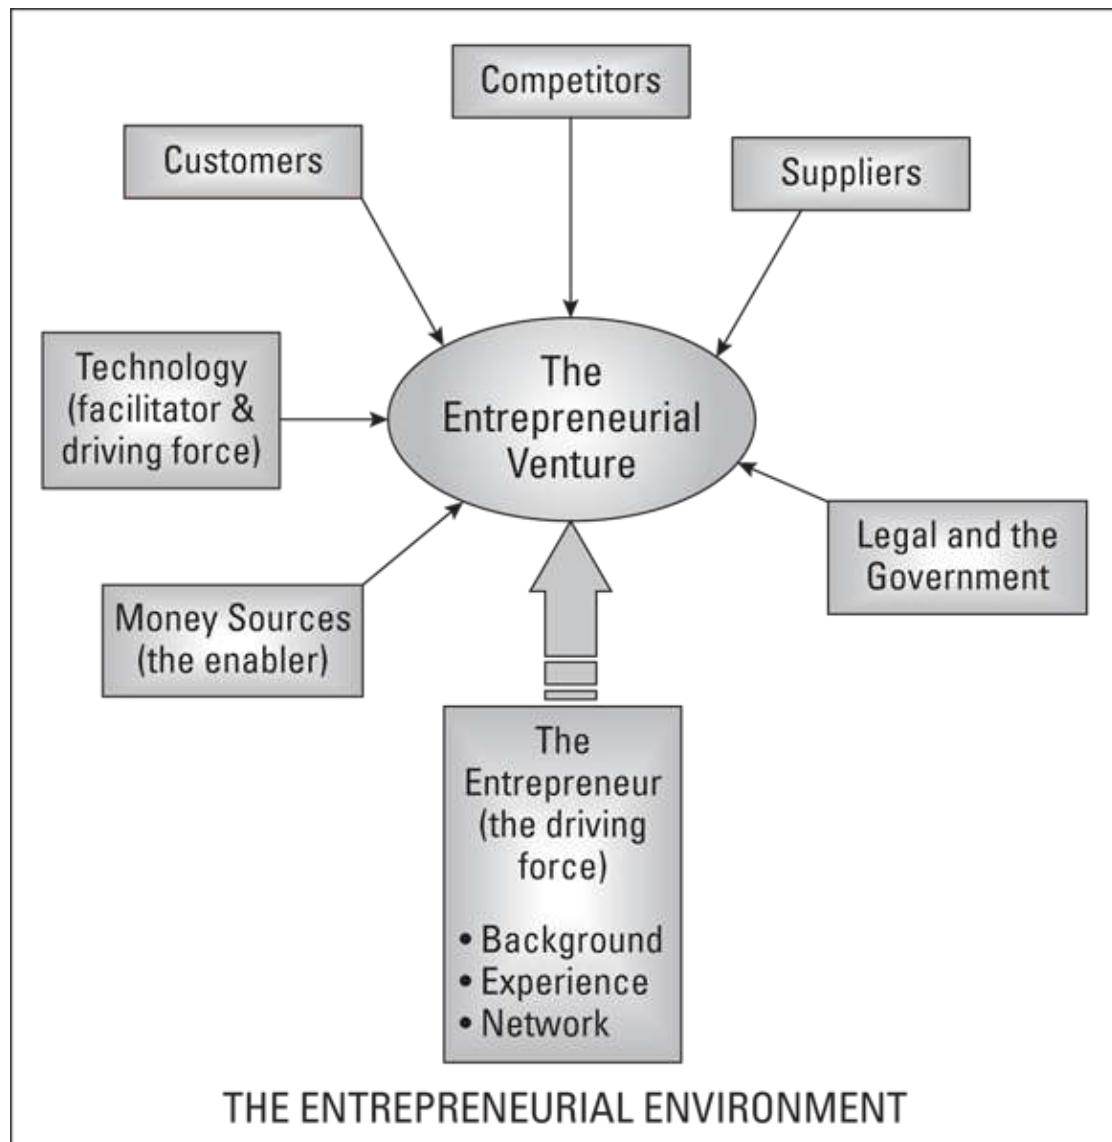 Competitors
Customers
Suppliers
Technology
(facilitator &
driving force)
The
Entrepreneurial
Venture
Legal and the
Government
Money Sources
(the enabler)
The
Entrepreneur
(the driving
force)
• Background
• Experience
• Network
THE ENTREPRENEURIAL ENVIRONMENT